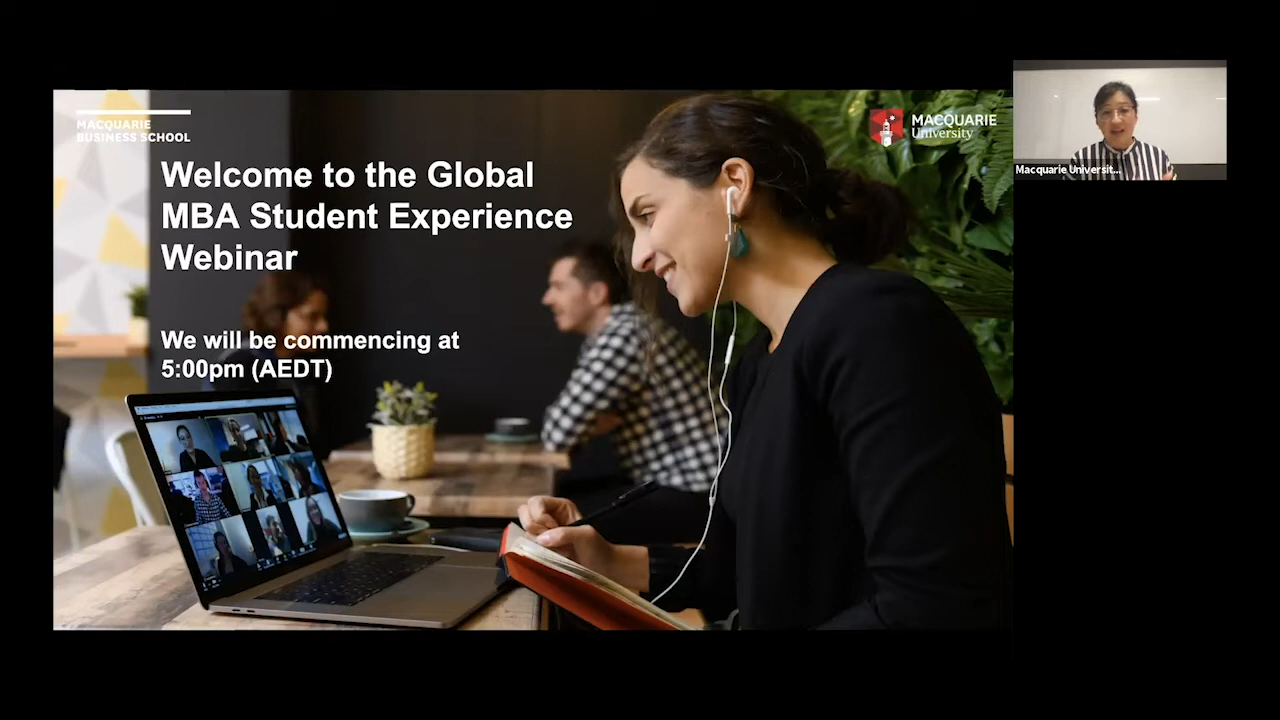 MACQUARIE
BUSINESS SCHOOL
MACQUARIE
University
Welcome to the Global
MBA Student Experience
Webinar
We will be commencing at
5:00pm (AEDT)
Macquarie Universit...